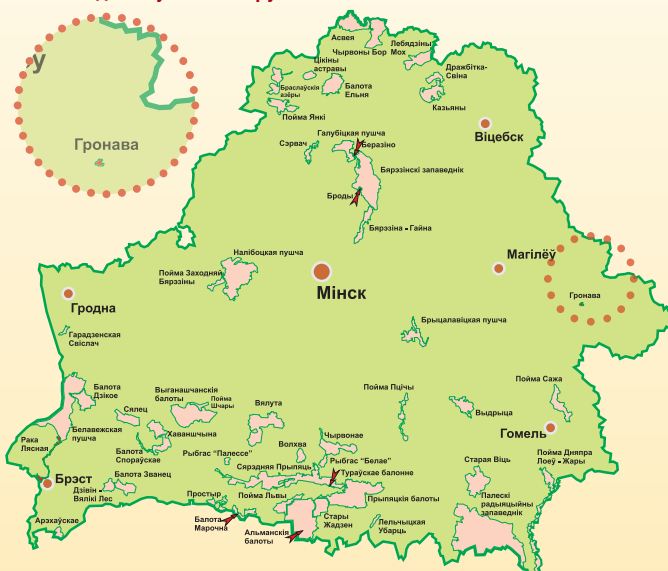 У
Гронава
Асвея
Чырвоны Бор
Лебядзіны
Мох
Цікіны
астравы
Дражбітка-
Свіна
Браслаўскія
азёры
Балота
Ельня
Казьяны
Пойма Янкі
Віцебск
Галубіцкая пушча
Сэрвач
Беразіно
Бярэзінскі запаведнік
Броды
Бярэзіна - Гайна
Налібоцкая пушча
Магілёў
Пойма Заходняй
Бярэзіны
Мінск
Гронава
Гродна
Брыцалавіцкая пушча
Гарадзенская
Свіслач
Пойма Пцічы
Пойма Сажа
Балота
Дзікое
Выганашчанскія
балоты
Пойма
Шчары
Вялута
Сялец
Выдрыца
Белавежская
пушча
Хаваншчына
Чырвонае
Гомель
Рака
Лясная
Волхва
Балота
Спораўскае
Рыбгас "Палессе"
Рыбгас "Белае"
Старая Віць
Пойма Дняпра
Лоеў - Жары
Сярэдняя Прыпяць
Тураўскае балонне
Брэст
Балота Званец
Дзівін -
Вялікі Лес
Простыр
Пойма Львы
Прыпяцкія балоты
Палескі
радыяцыйны
запаведнік
Арэхаўскае
Балота
Марочна
Стары
Жадзен
Лельчыцкая
Убарць
Альманскія
балоты